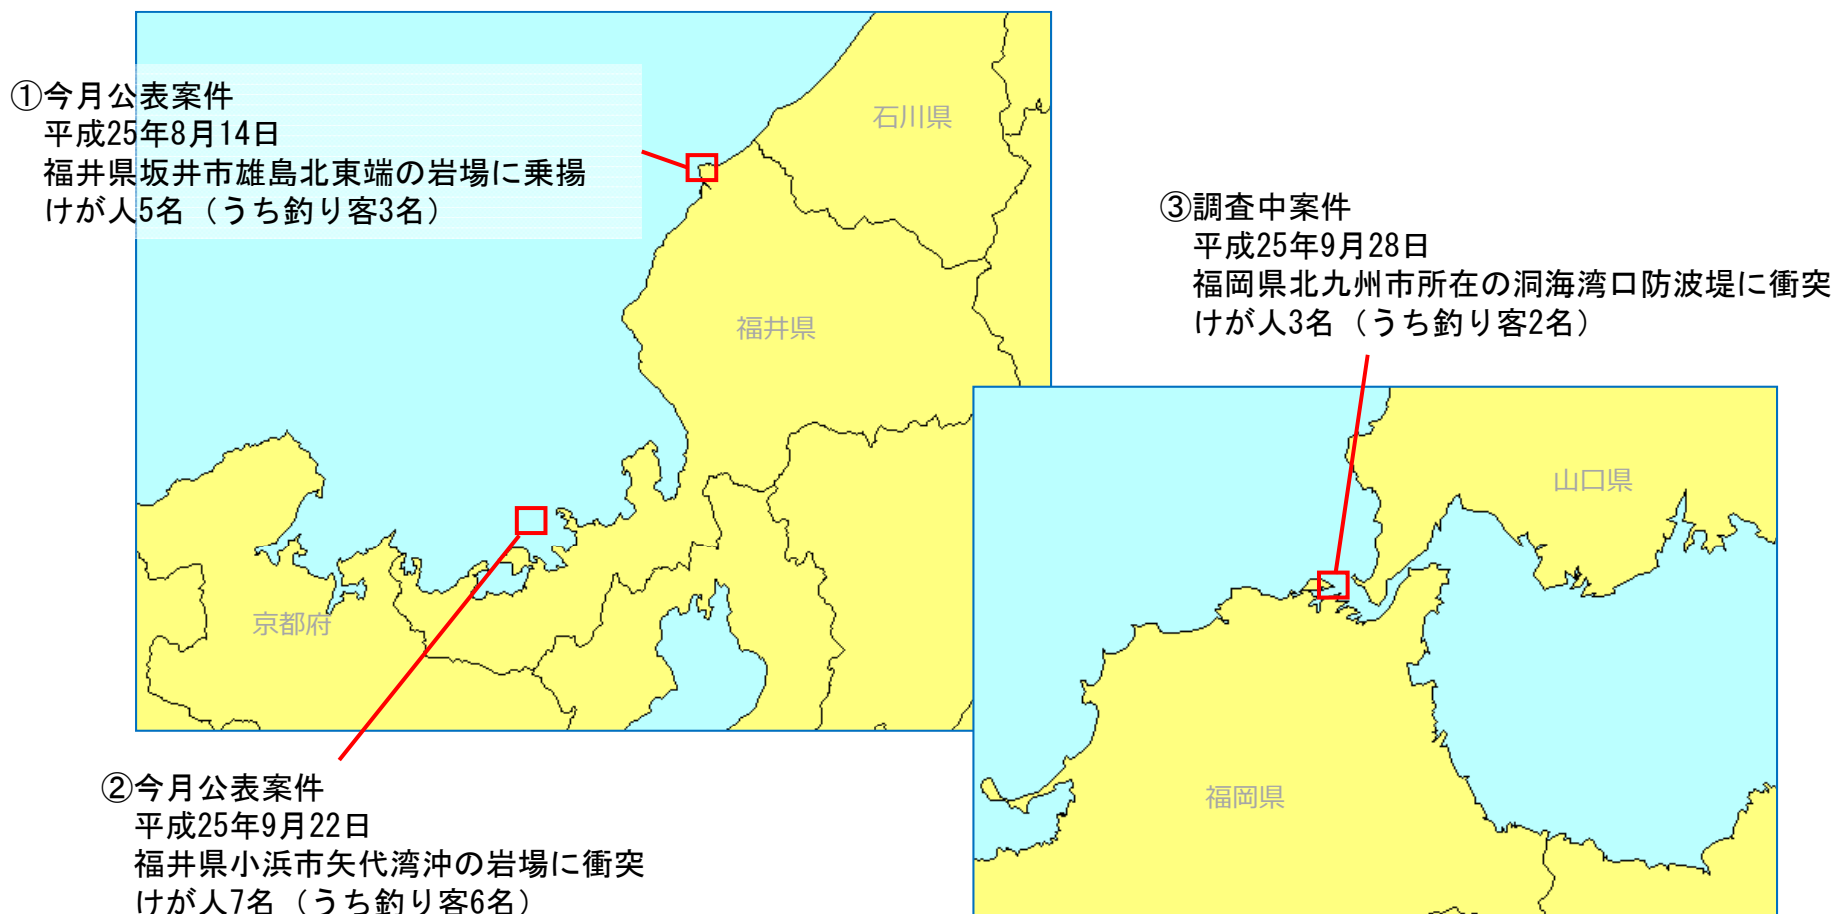 ①今月公表案件
平成25年8月14日
福井県坂井市雄島北東端の岩場に乗揚
けが人5名（うち釣り客3名）
石川県
福井県
京都府
②今月公表案件
平成25年9月22日
福井県小浜市矢代湾沖の岩場に衝突
けが人7名（うち釣り客6名）
③調査中案件
平成25年9月28日
福岡県北九州市所在の洞海湾口防波堤に衝突
けが人3名（うち釣り客2名）
山口県
福岡県